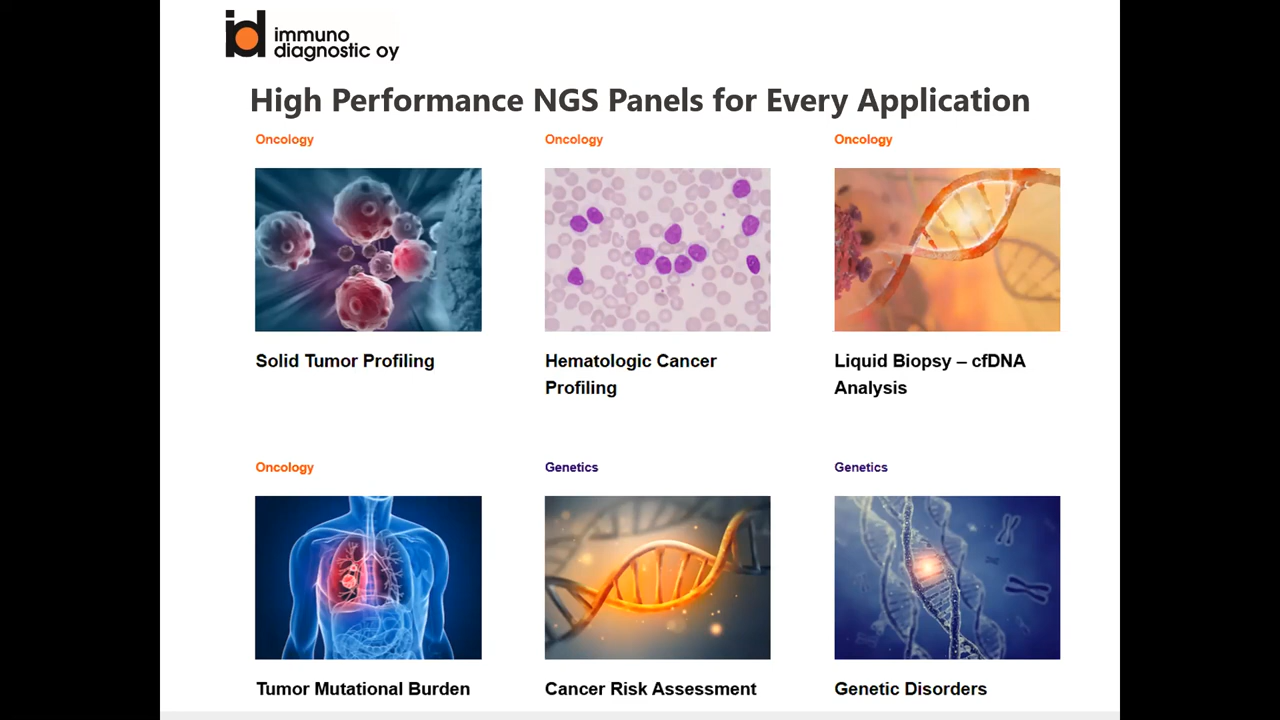 immuno
diagnostic oy
High Performance NGS Panels for Every Application
Oncology
Oncology
Oncology
Solid Tumor Profiling
Hematologic Cancer
Profiling
Liquid Biopsy – cfDNA
Analysis
Oncology
Genetics
Genetics
Tumor Mutational Burden
Cancer Risk Assessment
Genetic Disorders